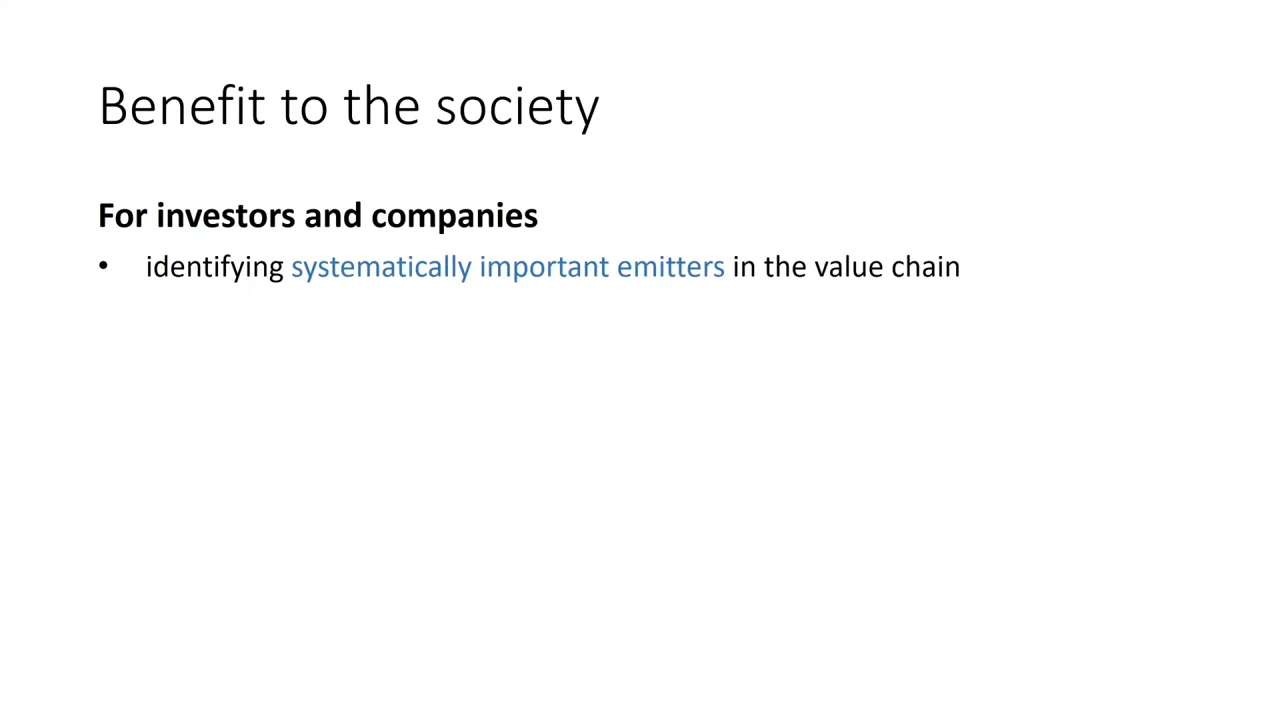 Benefit to the society
For investors and companies
• identifying systematically important emitters in the value chain